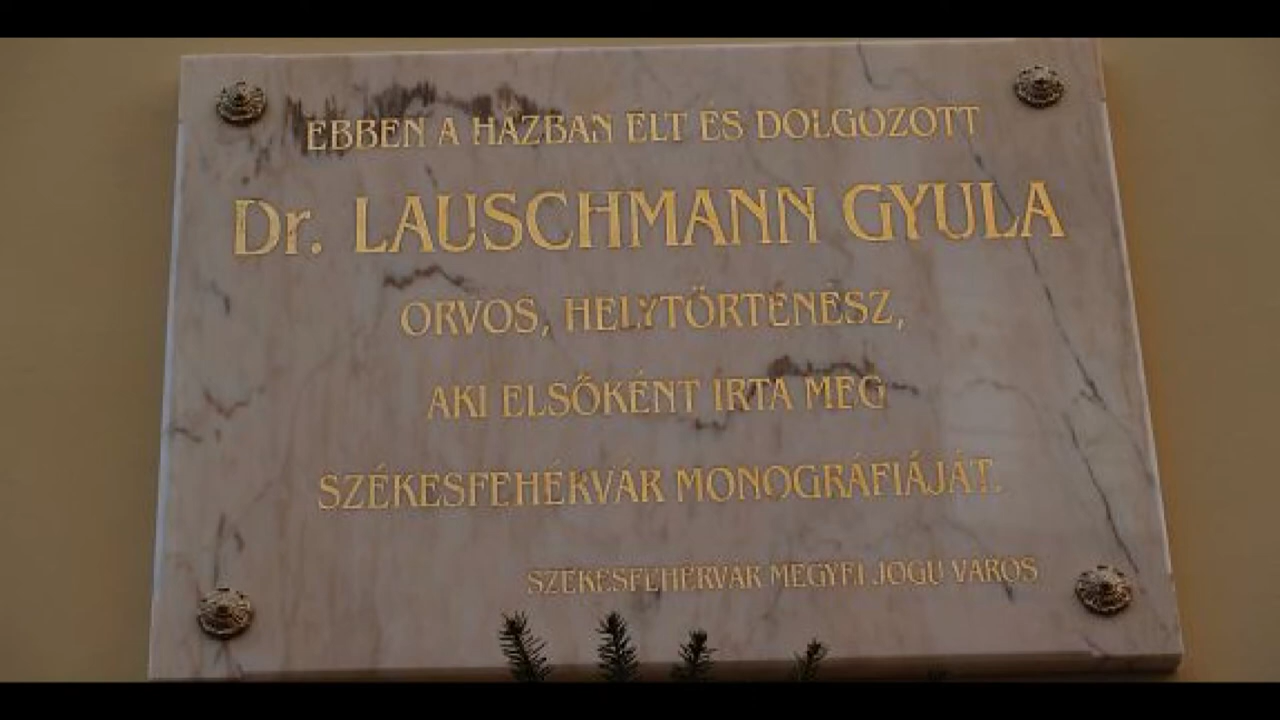 EBBEN A HÁZBAN ÉLT ÉS DOLGOZOTT
Dr. LAUSCHMANN GYULA
ORVOS, HELYTÖRTÉNÉSZ,
AKI ELSŐKÉNT ÍRTA MEG
SZÉKESFEHÉRVÁR MONOGRÁFIÁJÁT.
SZÉKESFEHÉRVÁR MEGYEI JOGÚ VÁROS